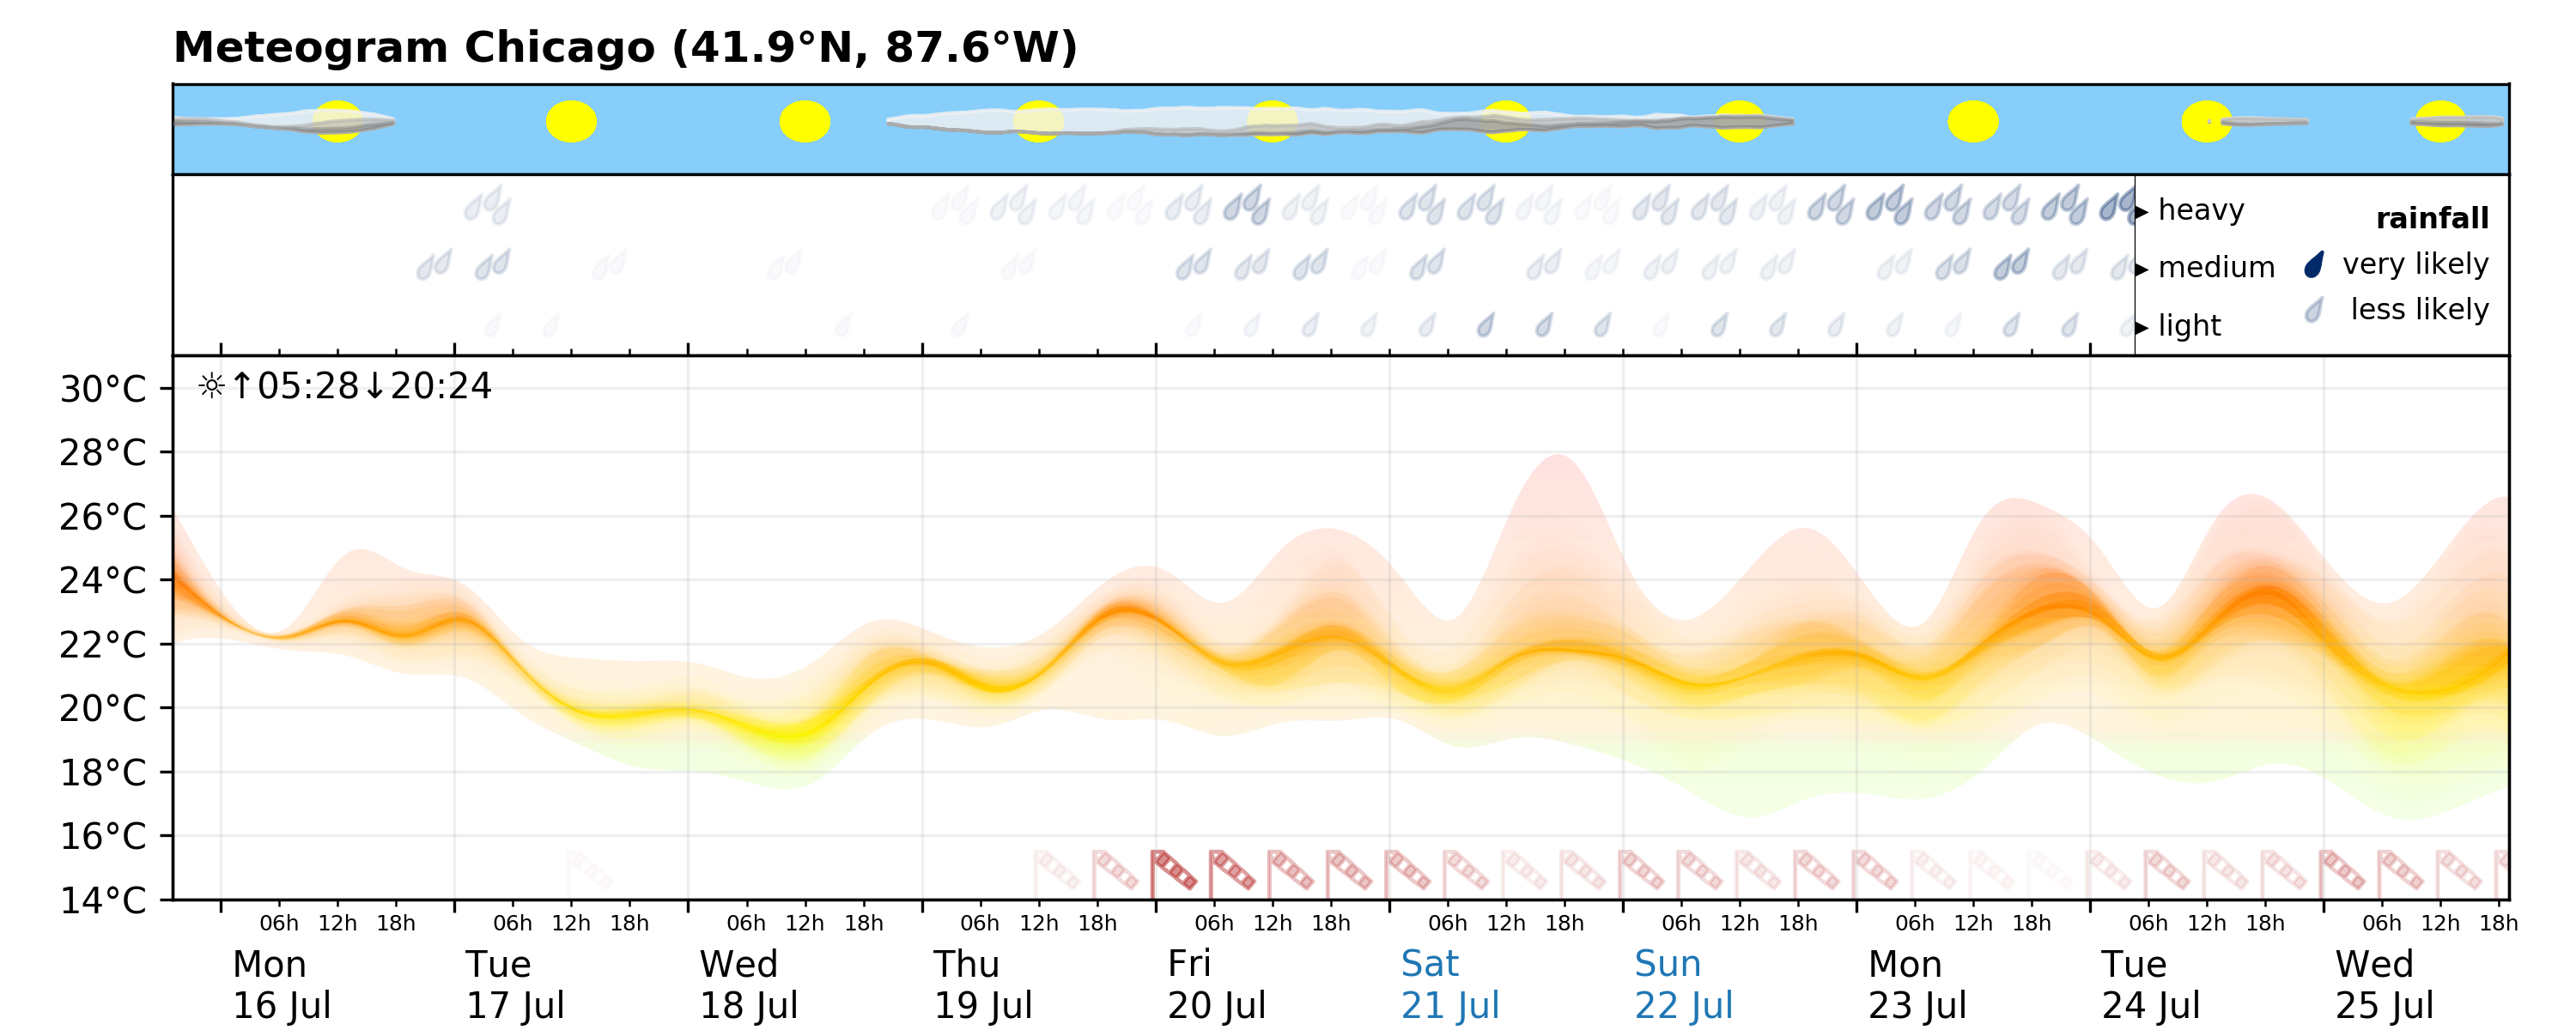 Meteogram Chicago (41.9°N, 87.6°W)
▸ heavy
rainfall
▸ medium
very likely
less likely
▸ light
☼↑05:28↓20:24
30°C
28°C
26°C
24°C
22°C
20°C
18°C
16°C
14°C
06h 12h 18h 06h 12h 18h 06h 12h 18h 06h 12h 18h 06h 12h 18h 06h 12h 18h 06h 12h 18h 06h 12h 18h 06h 12h 18h 06h 12h 18h
Mon Tue Wed Thu Fri Sat Sun Mon Tue Wed
16 Jul 17 Jul 18 Jul 19 Jul 20 Jul 21 Jul 22 Jul 23 Jul 24 Jul 25 Jul